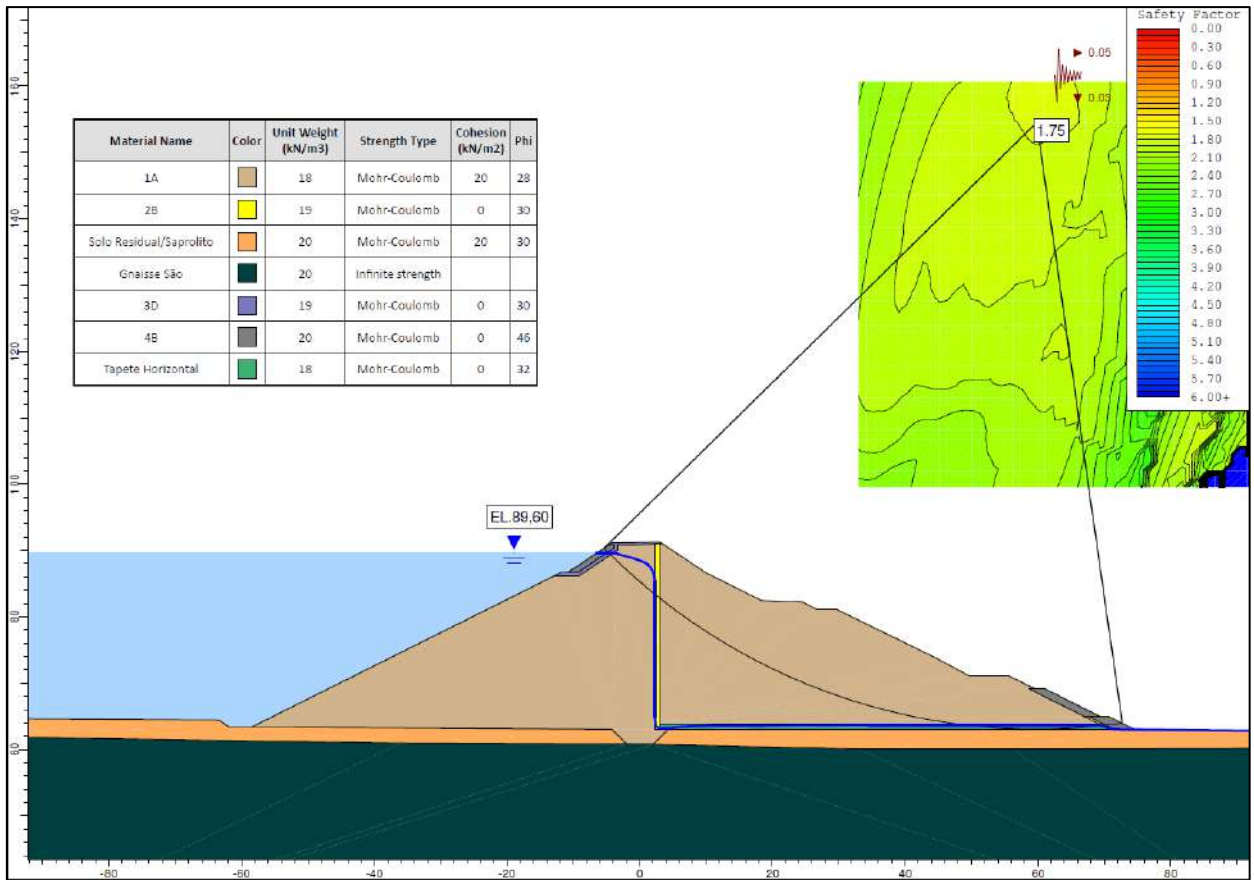 Safety Factor
0.00
0.30
0.60
0.90
1.20
1.50
1.80
2.10
2.40
2.70
3.00
3.30
3.60
3.90
4.20
4.50
4.80
5.10
5.40
5.70
6.00+
0.05
0.03
1.75
Material Name Color Unit Weight (kN/m3) Strength Type Cohesion (kN/m2) Phi
1A 18 Mohr-Coulomb 20 28
2B 19 Mohr-Coulomb 0 30
Solo Residual/Saprolito 20 Mohr-Coulomb 20 30
Gnaisse São 20 Infinite strength
3D 19 Mohr-Coulomb 0 30
4B 20 Mohr-Coulomb 0 46
Tapete Horizontal 18 Mohr-Coulomb 0 32
EL.89,60
160
140
120
100
80
60
-80 -60 -40 -20 0 20 40 60 80